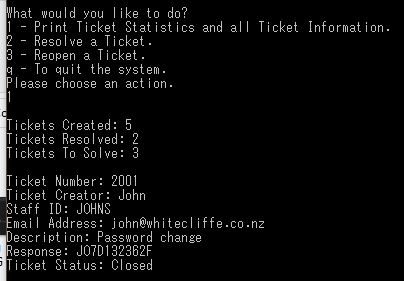 What would you like to do?
1 - Print Ticket Statistics and all Ticket Information.
2 - Resolve a Ticket.
3 - Reopen a Ticket.
q - To quit the system.
Please choose an action.
1
Tickets Created: 5
Tickets Resolved: 2
Tickets To Solve: 3
Ticket Number: 2001
Ticket Creator: John
Staff ID: JOHNS
Email Address: john@whitecliffe.co.nz
Description: Password change
Response: JO7D132362F
Ticket Status: Closed